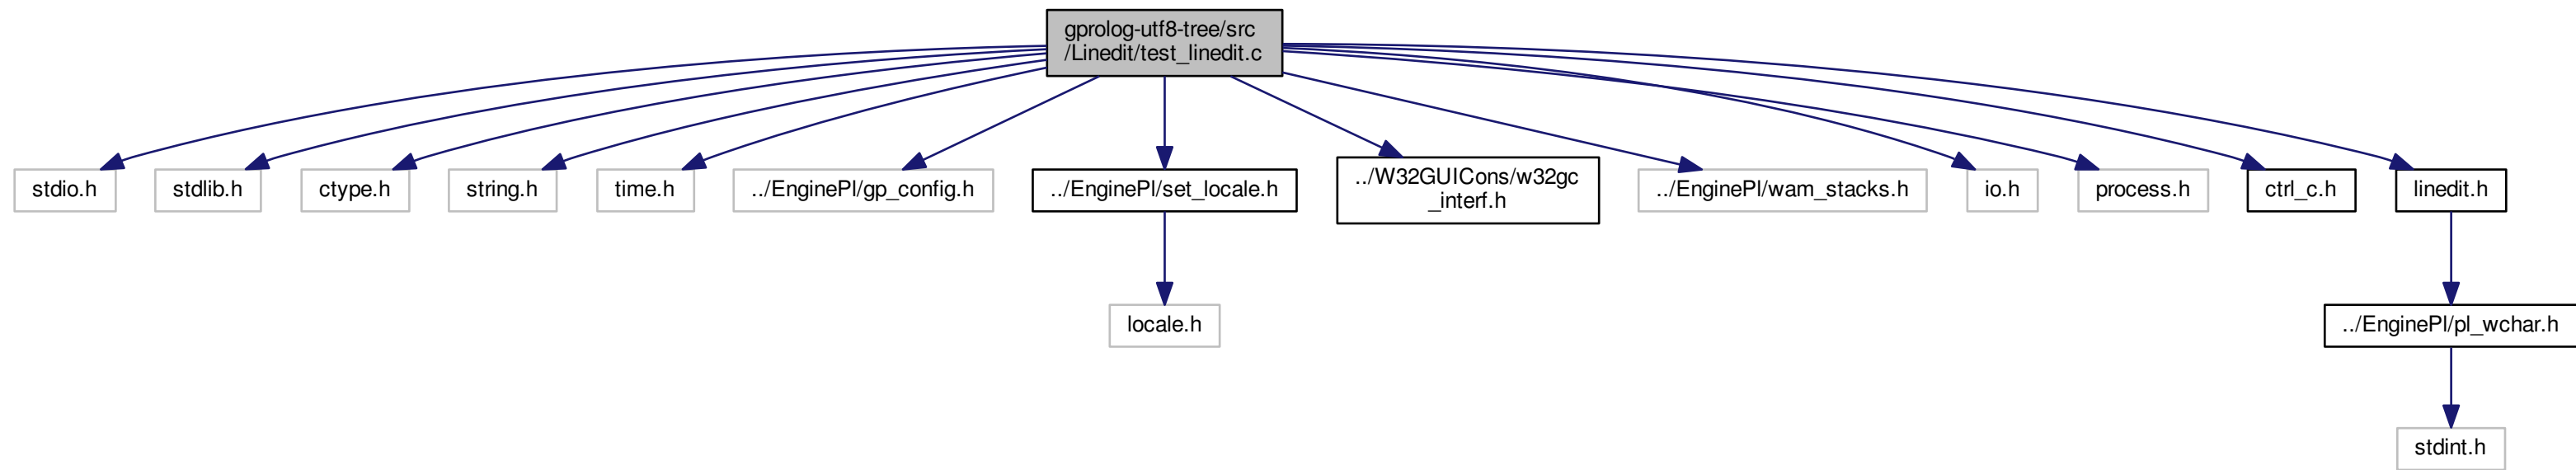 gprolog-utf8-tree/src
/Linedit/test_linedit.c
stdio.h
stdlib.h
ctype.h
string.h
time.h
../EnginePl/gp_config.h
../EnginePl/set_locale.h
../W32GUICons/w32gc
_interf.h
../EnginePl/wam_stacks.h
io.h
process.h
ctrl_c.h
linedit.h
locale.h
../EnginePl/pl_wchar.h
stdint.h